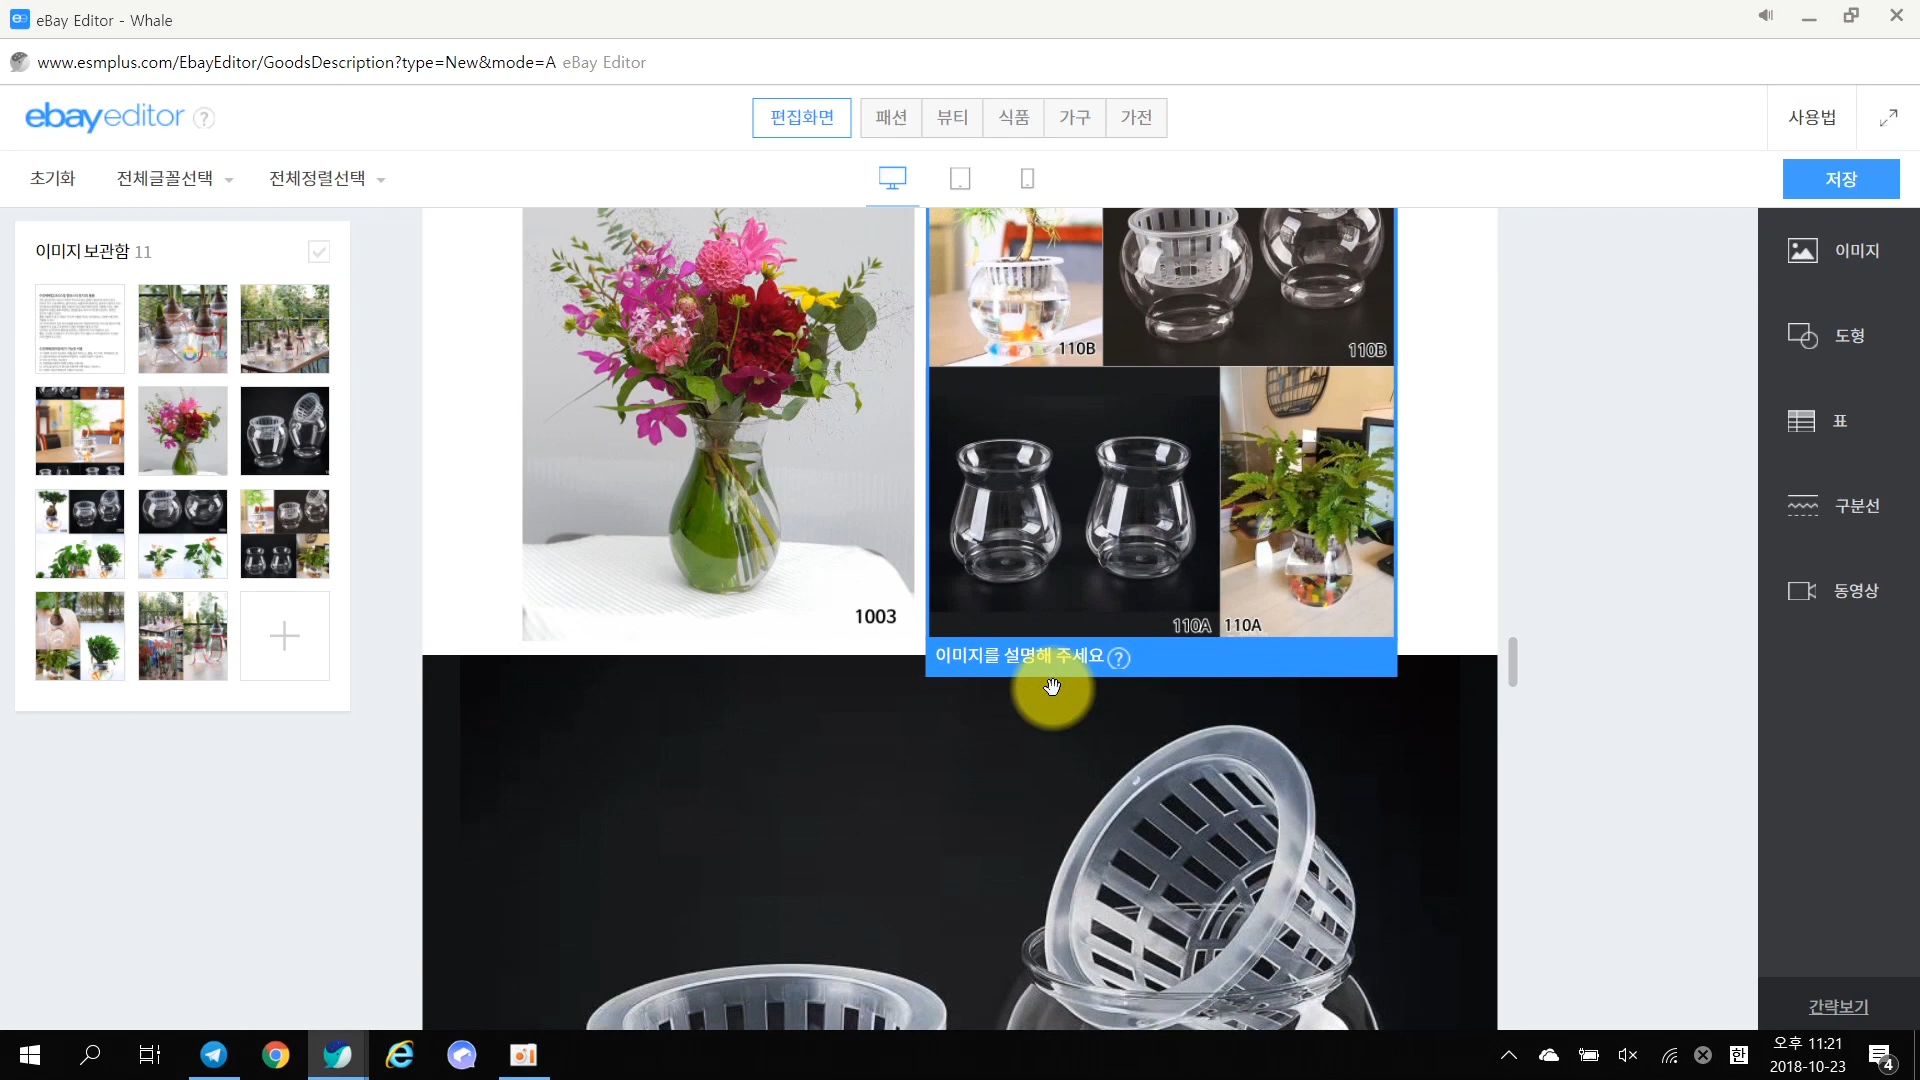 eBay Editor - Whale
www.esmplus.com/EbayEditor/GoodsDescription?type=New&mode=A eBay Editor
ebayeditor ?
편집화면 패션 뷰티 식품 가구 가전
사용법
초기화 전체글꼴선택 전체정렬선택
저장
이미지 보관함 11
이미지
도형
표
구분선
동영상
간략보기
110B
110B
1003
110A
110A
이미지를 설명해 주세요 ?
한
오후 11:21
2018-10-23
4